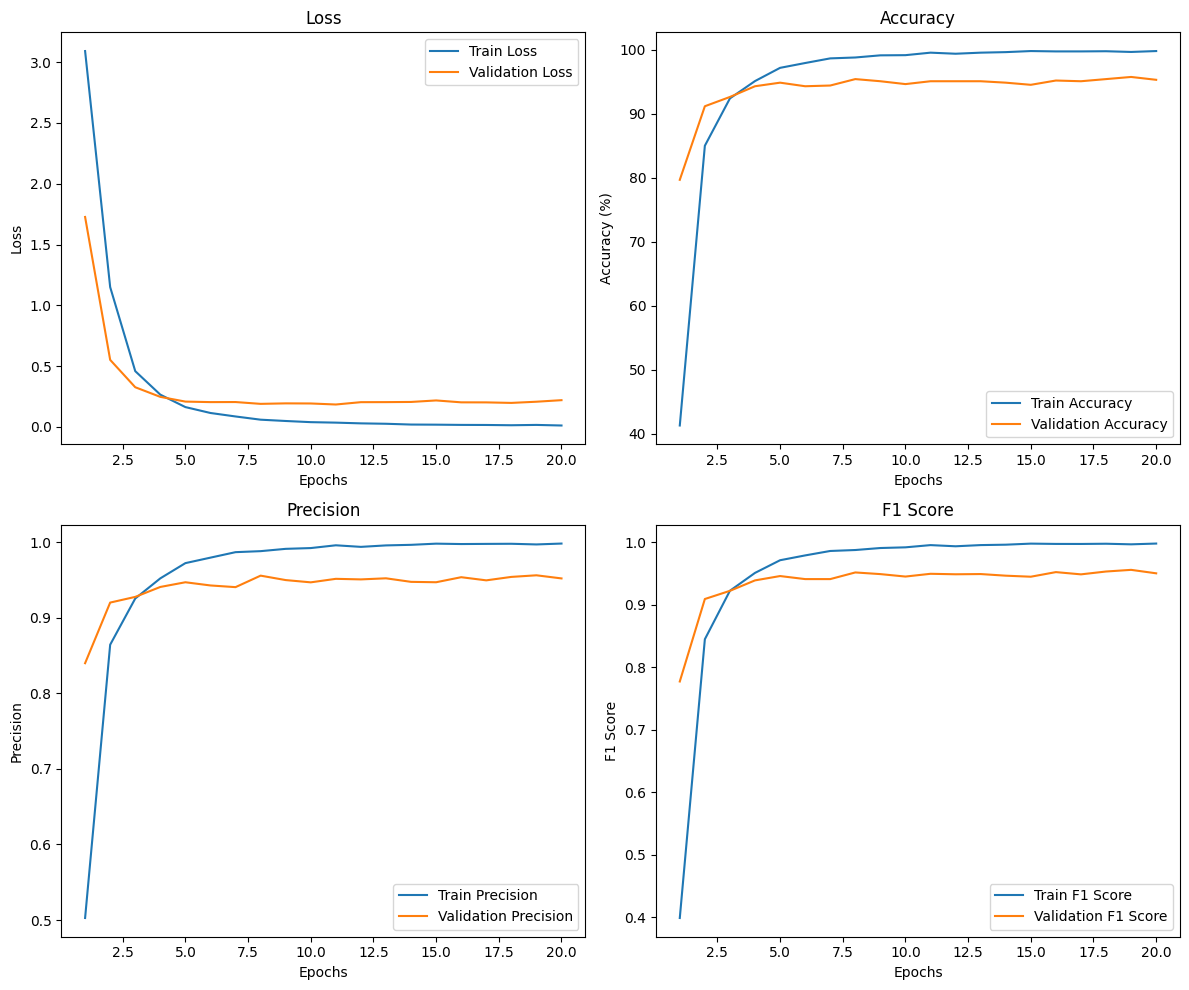 Loss
Train Loss
Validation Loss
3.0
2.5
2.0
1.5
1.0
0.5
0.0
Loss
2.5 5.0 7.5 10.0 12.5 15.0 17.5 20.0
Epochs
Accuracy
100
90
80
70
60
50
40
Accuracy (%)
Train Accuracy
Validation Accuracy
2.5 5.0 7.5 10.0 12.5 15.0 17.5 20.0
Epochs
Precision
1.0
0.9
0.8
0.7
0.6
0.5
Precision
Train Precision
Validation Precision
2.5 5.0 7.5 10.0 12.5 15.0 17.5 20.0
Epochs
F1 Score
1.0
0.9
0.8
0.7
0.6
0.5
0.4
F1 Score
Train F1 Score
Validation F1 Score
2.5 5.0 7.5 10.0 12.5 15.0 17.5 20.0
Epochs